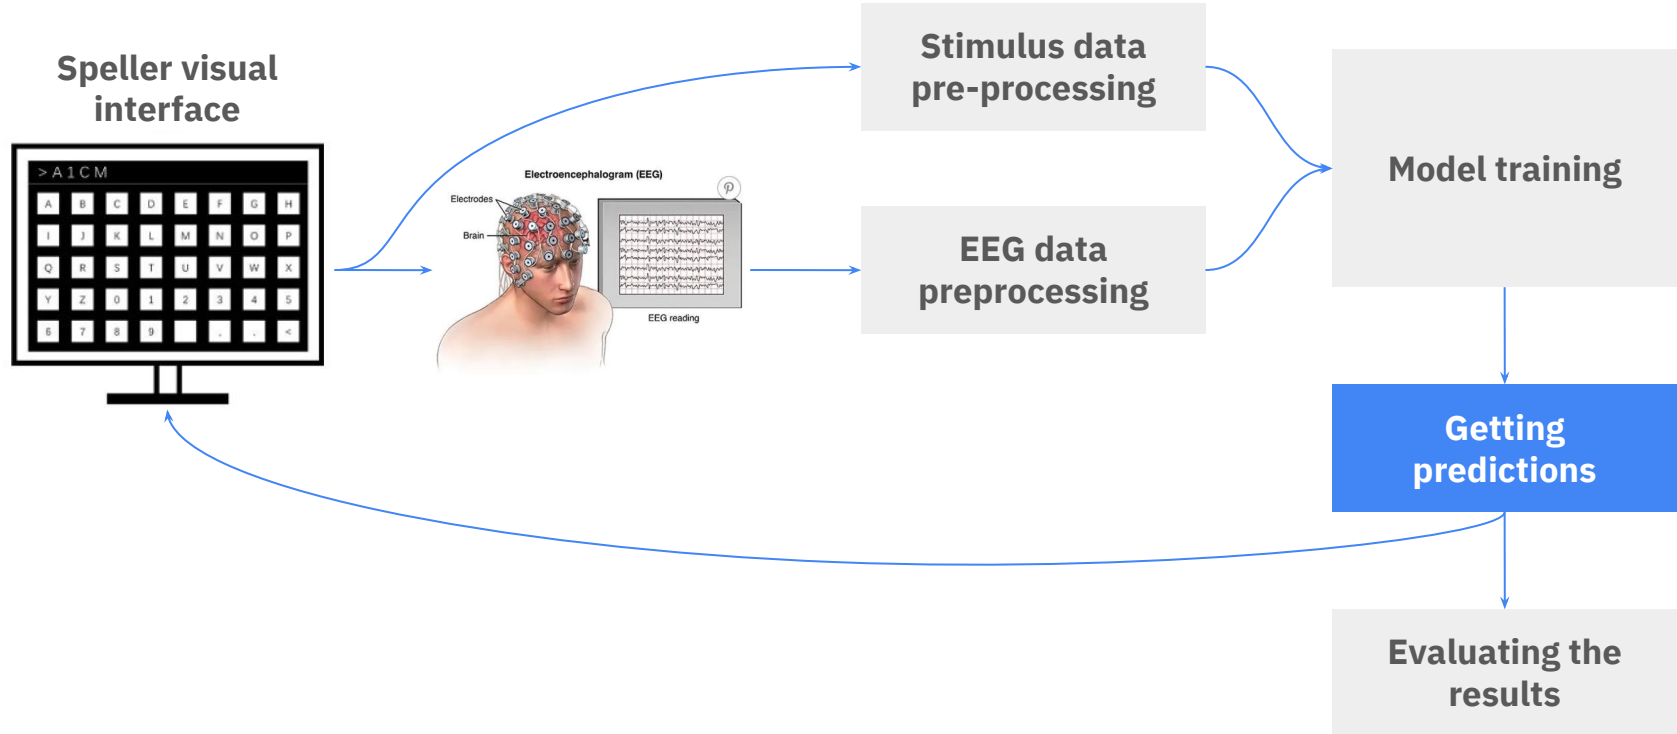 Speller visual
interface
>A1CM
A B C D E F G H
I J K L M N O P
Q R S T U V W X
Y Z 0 1 2 3 4 5
6 7 8 9 , . <
Electroencephalogram (EEG)
Electrodes
Brain
EEG reading
Stimulus data
pre-processing
EEG data
preprocessing
Model training
Getting
predictions
Evaluating the
results